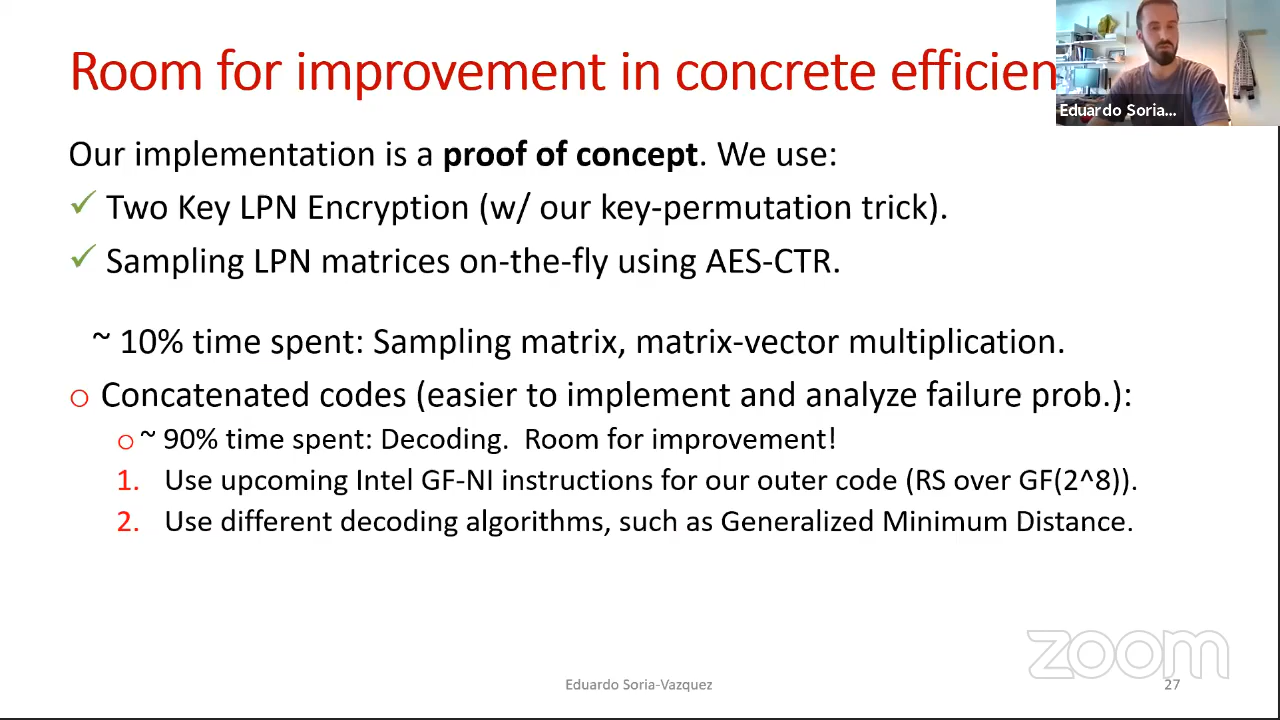 Room for improvement in concrete efficien
Eduardo Soria...
Our implementation is a proof of concept. We use:
✓ Two Key LPN Encryption (w/ our key-permutation trick).
✓ Sampling LPN matrices on-the-fly using AES-CTR.
~ 10% time spent: Sampling matrix, matrix-vector multiplication.
o Concatenated codes (easier to implement and analyze failure prob.):
o ~ 90% time spent: Decoding. Room for improvement!
1. Use upcoming Intel GF-NI instructions for our outer code (RS over GF(2^8)).
2. Use different decoding algorithms, such as Generalized Minimum Distance.
zoom
Eduardo Soria-Vazquez
27